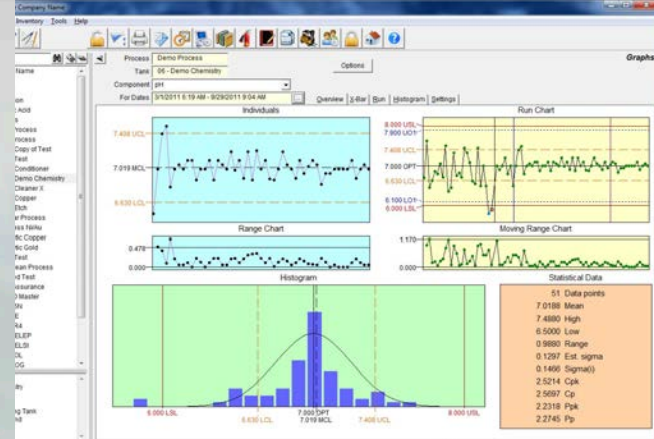 Company Name
Inventory Tools Help
Graphs
Process Demo Process
Tank 06 - Demo Chemistry
Options
Component pH
For Dates 3/1/2011 6:19 AM - 9/29/2011 9:04 AM
Overview X-Bar Run Histogram Settings
Name
Acid
Process
Copy of Test
Test
Conditioner
Demo Chemistry
Cleaner X
Copper
Etch
Process
Copper
Gold
Test
Process
Test
Master
Individuals
7.408 UCL
7.019 MCL
6.630 LCL
Run Chart
8.000 USL
7.900 UO1
7.408 UCL
7.000 OPT
6.630 LCL
6.100 LO1
6.000 LSL
Range Chart
0.478
0.000
Moving Range Chart
1.170
0.000
Histogram
6.000 LSL
6.630 LCL
7.000 OPT
7.019 MCL
7.408 UCL
8.000 USL
Statistical Data
51 Data points
7.0188 Mean
7.4880 High
6.5000 Low
0.9880 Range
0.1297 Est. sigma
0.1466 Sigma(i)
2.5214 Cpk
2.5697 Cp
2.2318 Ppk
2.2745 Pp